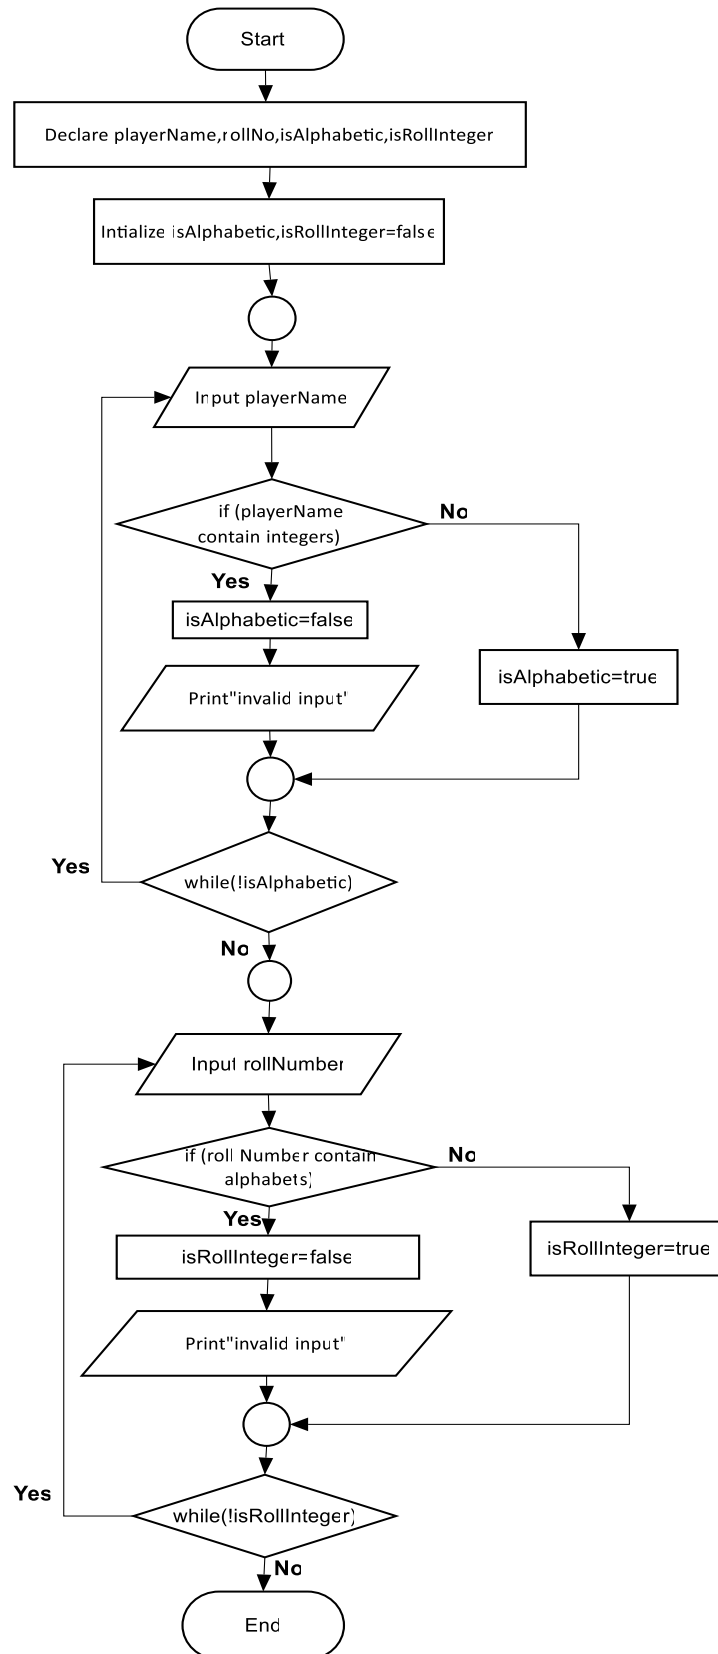 Start
Declare playerName,rollNo,isAlphabetic,isRollInteger
Intialize isAlphabetic,isRollInteger=false
Input playerName
if (playerName
contain integers)
No
Yes
isAlphabetic=false
isAlphabetic=true
Print"invalid input"
Yes
while(!isAlphabetic)
No
Input rollNumber
if (roll Number contain
alphabets)
No
Yes
isRollInteger=false
isRollInteger=true
Print"invalid input"
Yes
while(!isRollInteger)
No
End